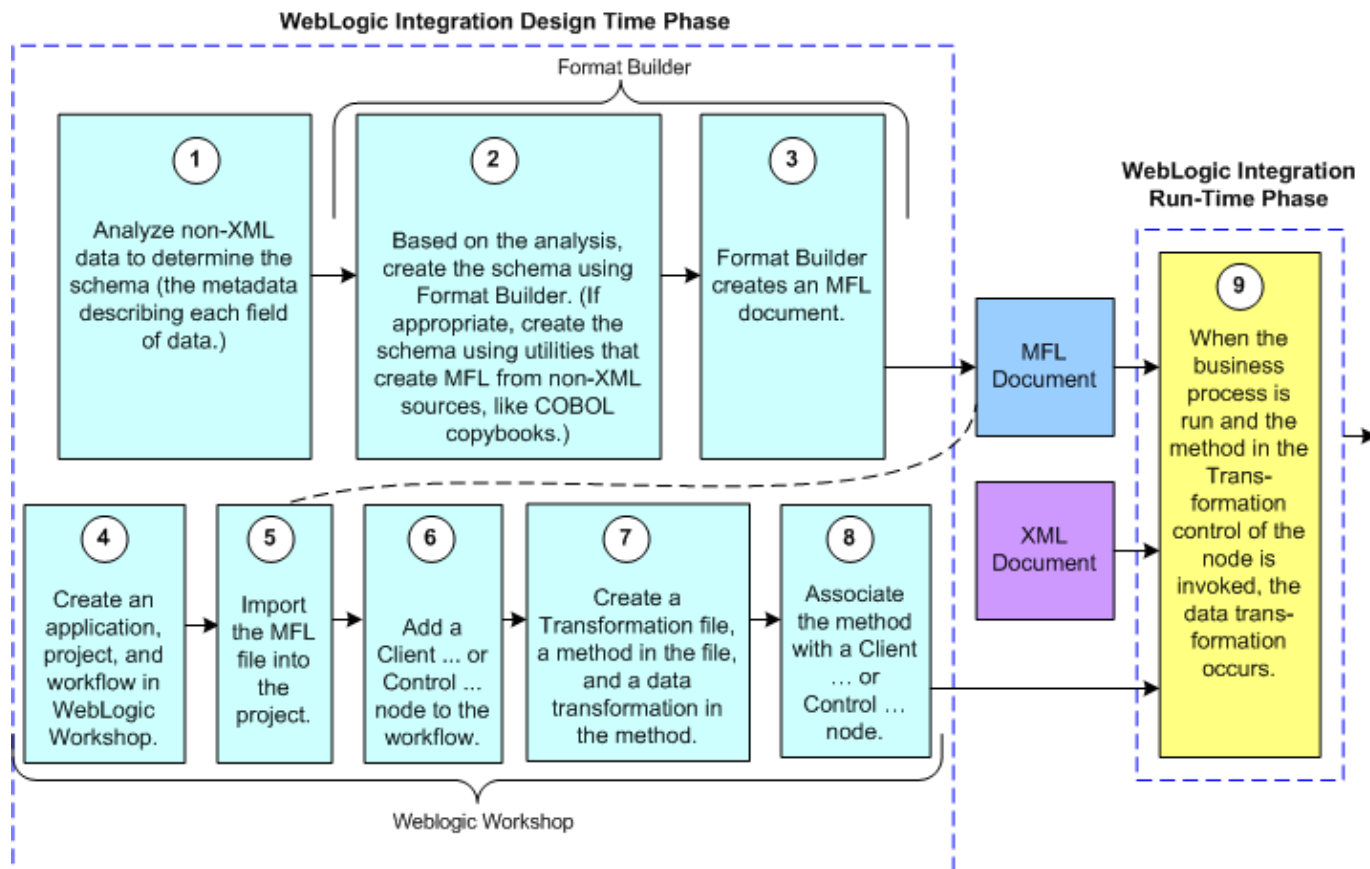 WebLogic Integration Design Time Phase
Format Builder
1
Analyze non-XML
data to determine the
schema (the metadata
describing each field
of data.)
2
Based on the analysis,
create the schema using
Format Builder. (If
appropriate, create the
schema using utilities that
create MFL from non-XML
sources, like COBOL
copybooks.)
3
Format Builder
creates an MFL
document.
MFL
Document
XML
Document
WebLogic Integration
Run-Time Phase
9
When the
business
process is
run and the
method in the
Trans-
formation
control of the
node is
invoked, the
data trans-
formation
occurs.
4
Create an
application,
project, and
workflow in
WebLogic
Workshop.
5
Import
the MFL
file into
the
project.
6
Add a
Client ... or
Control ...
node to the
workflow.
7
Create a
Transformation file,
a method in the file,
and a data
transformation in
the method.
8
Associate
the method
with a Client
… or
Control …
node.
Weblogic Workshop